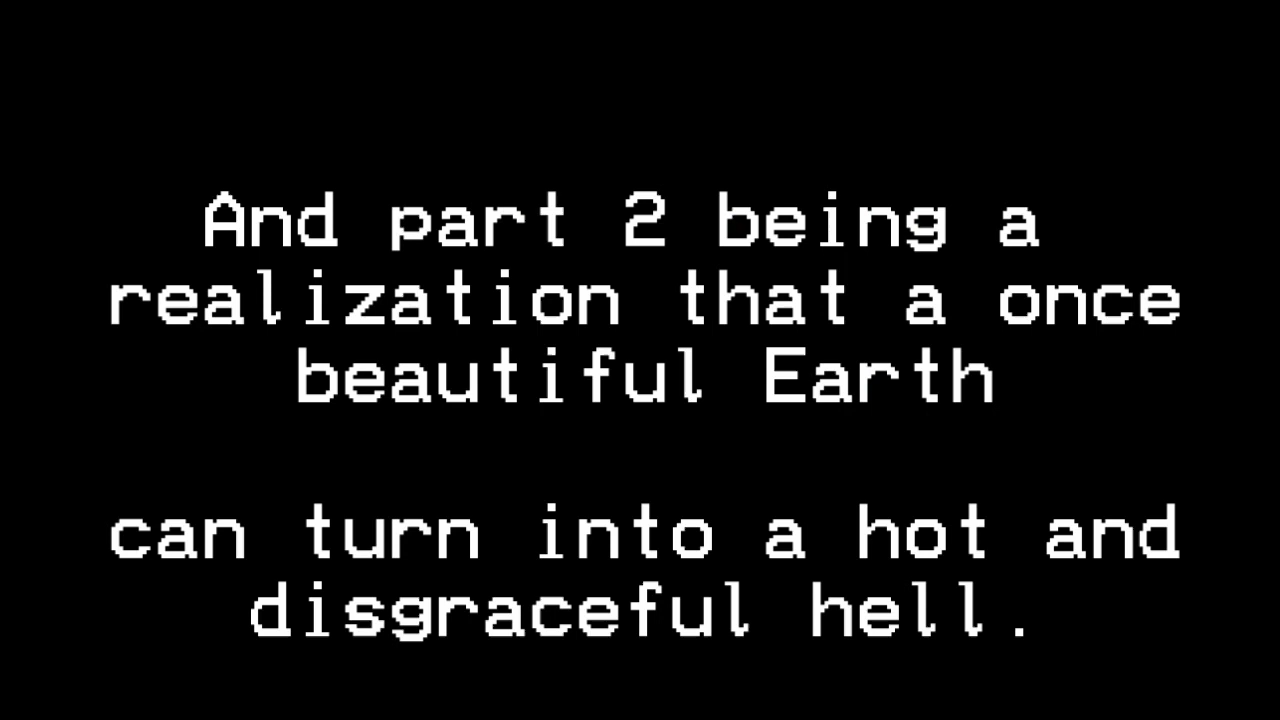 And part 2 being a
realization that a once
beautiful Earth
can turn into a hot and
disgraceful hell.